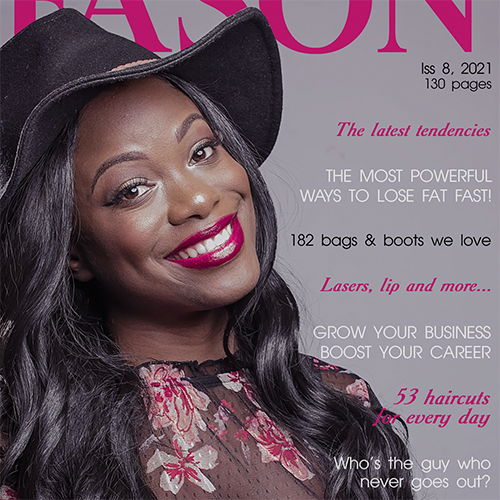 FASON
Iss 8, 2021
130 pages
The latest tendencies
THE MOST POWERFUL
WAYS TO LOSE FAT FAST!
182 bags & boots we love
Lasers, lip and more...
GROW YOUR BUSINESS
BOOST YOUR CAREER
53 haircuts
for every day
Who's the guy who
never goes out?